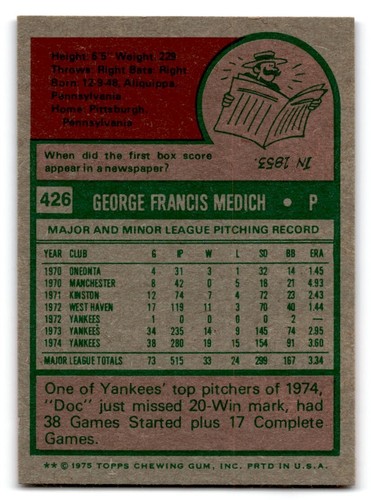 Height: 6'5" Weight: 229
Throws: Right Bats: Right
Born: 12-9-48, Aliquippa,
Pennsylvania
Home: Pittsburgh,
Pennsylvania
IN 1853.
When did the first box score
appear in a newspaper?
426 GEORGE FRANCIS MEDICH • P
MAJOR AND MINOR LEAGUE PITCHING RECORD
YEAR CLUB G IP W L SO BB ERA
1970 ONEONTA 4 31 3 1 32 14 1.45
1970 MANCHESTER 8 42 0 5 18 21 4.93
1971 KINSTON 12 74 7 4 72 23 2.43
1972 WEST HAVEN 17 119 11 3 70 40 1.44
1972 YANKEES 1 0 0 0 0 2 -
1973 YANKEES 34 235 14 9 145 74 2.95
1974 YANKEES 38 280 19 15 154 91 3.60
MAJOR LEAGUE TOTALS 73 515 33 24 299 167 3.34
One of Yankees' top pitchers of 1974,
"Doc" just missed 20-Win mark, had
38 Games Started plus 17 Complete
Games.
** © 1975 TOPPS CHEWING GUM, INC. PRTD IN U.S.A.